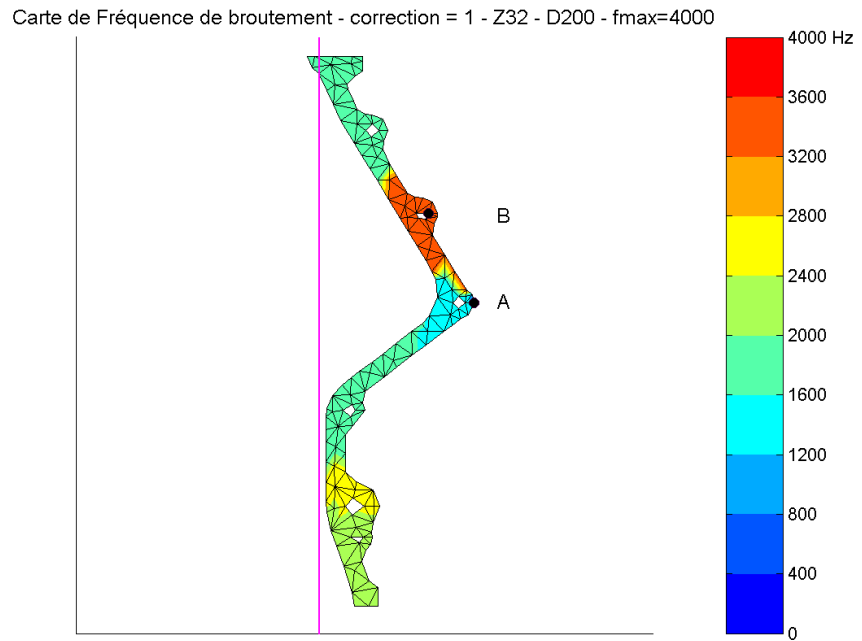 Carte de Fréquence de broutement - correction = 1 - Z32 - D200 - fmax=4000
4000 Hz
3600
3200
2800
2400
2000
1600
1200
800
400
0
B
A